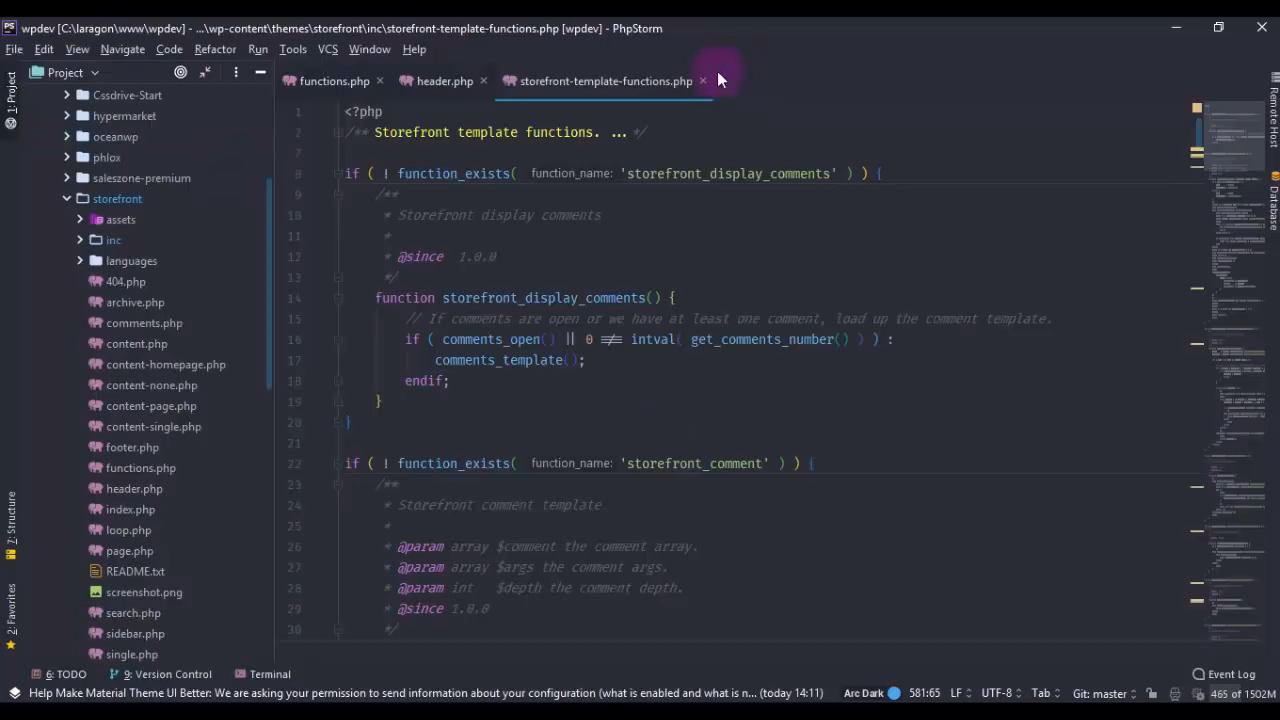 wpdev [C:\laragon\www\wpdev] - ...\wp-content\themes\storefront\inc\storefront-template-functions.php [wpdev] - PhpStorm
File Edit View Navigate Code Refactor Run Tools VCS Window Help
Project
functions.php
header.php
storefront-template-functions.php
1: Project
7: Structure
2: Favorites
Cssdrive-Start
hypermarket
oceanwp
phlox
saleszone-premium
storefront
assets
inc
languages
404.php
archive.php
comments.php
content.php
content-homepage.php
content-none.php
content-page.php
content-single.php
footer.php
functions.php
header.php
index.php
loop.php
page.php
README.txt
screenshot.png
search.php
sidebar.php
single.php
1 <?php
2 /** Storefront template functions. ... */
7
8 if ( ! function_exists( function_name: 'storefront_display_comments' ) ) {
9 /**
10 * Storefront display comments
11 *
12 * @since 1.0.0
13 */
14 function storefront_display_comments() {
15 // If comments are open or we have at least one comment, load up the comment template.
16 if ( comments_open() || 0 !== intval( get_comments_number() ) ) :
17 comments_template();
18 endif;
19 }
20 }
21
22 if ( ! function_exists( function_name: 'storefront_comment' ) ) {
23 /**
24 * Storefront comment template
25 *
26 * @param array $comment the comment array.
27 * @param array $args the comment args.
28 * @param int $depth the comment depth.
29 * @since 1.0.0
30 */
Remote Host
Database
6: TODO
9: Version Control
Terminal
Event Log
Help Make Material Theme UI Better: We are asking your permission to send information about your configuration (what is enabled and what is n... (today 14:11)
Arc Dark 581:65 LF UTF-8 Tab Git: master 465 of 1502M